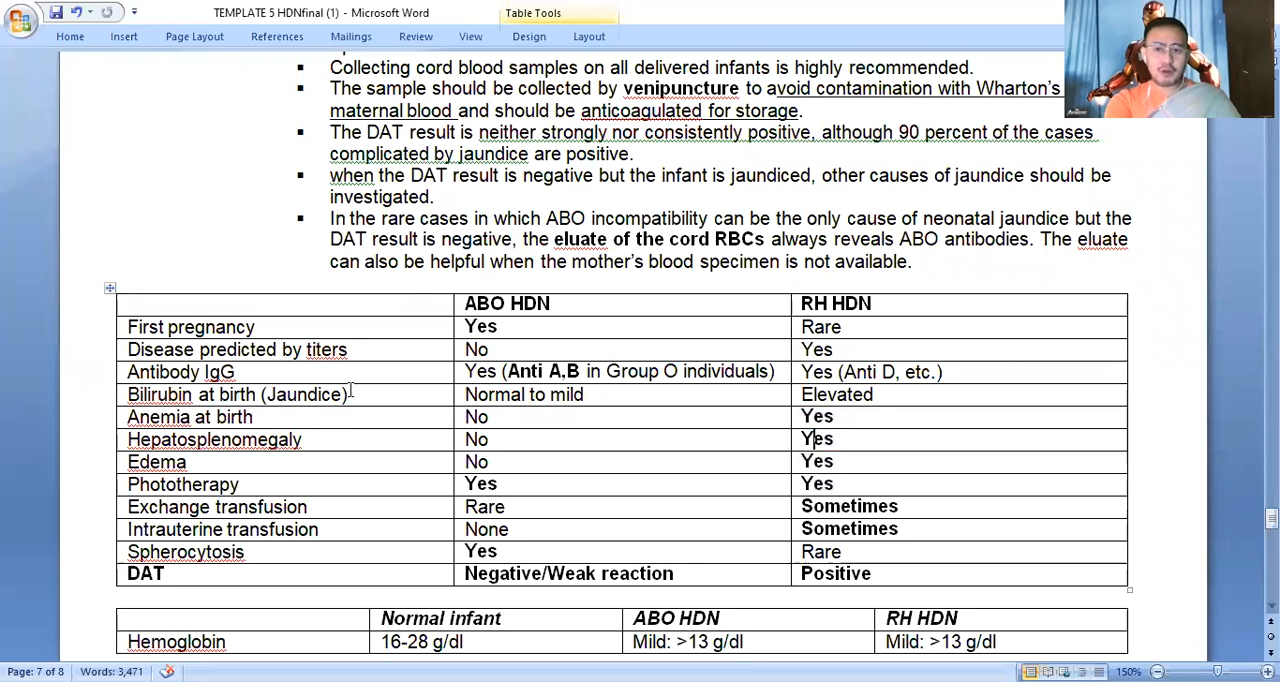 TEMPLATE 5 HDNfinal (1) - Microsoft Word
Table Tools
Home Insert Page Layout References Mailings Review View Design Layout
Collecting cord blood samples on all delivered infants is highly recommended.
The sample should be collected by venipuncture to avoid contamination with Wharton's
maternal blood and should be anticoagulated for storage.
The DAT result is neither strongly nor consistently positive, although 90 percent of the cases
complicated by jaundice are positive.
when the DAT result is negative but the infant is jaundiced, other causes of jaundice should be
investigated.
In the rare cases in which ABO incompatibility can be the only cause of neonatal jaundice but the
DAT result is negative, the eluate of the cord RBCs always reveals ABO antibodies. The eluate
can also be helpful when the mother's blood specimen is not available.
ABO HDN RH HDN
First pregnancy Yes Rare
Disease predicted by titers No Yes
Antibody IgG Yes (Anti A,B in Group O individuals) Yes (Anti D, etc.)
Bilirubin at birth (Jaundice) Normal to mild Elevated
Anemia at birth No Yes
Hepatosplenomegaly No Yes
Edema No Yes
Phototherapy Yes Yes
Exchange transfusion Rare Sometimes
Intrauterine transfusion None Sometimes
Spherocytosis Yes Rare
DAT Negative/Weak reaction Positive
Normal infant ABO HDN RH HDN
Hemoglobin 16-28 g/dl Mild: >13 g/dl Mild: >13 g/dl
Page: 7 of 8 Words: 3,471 150%